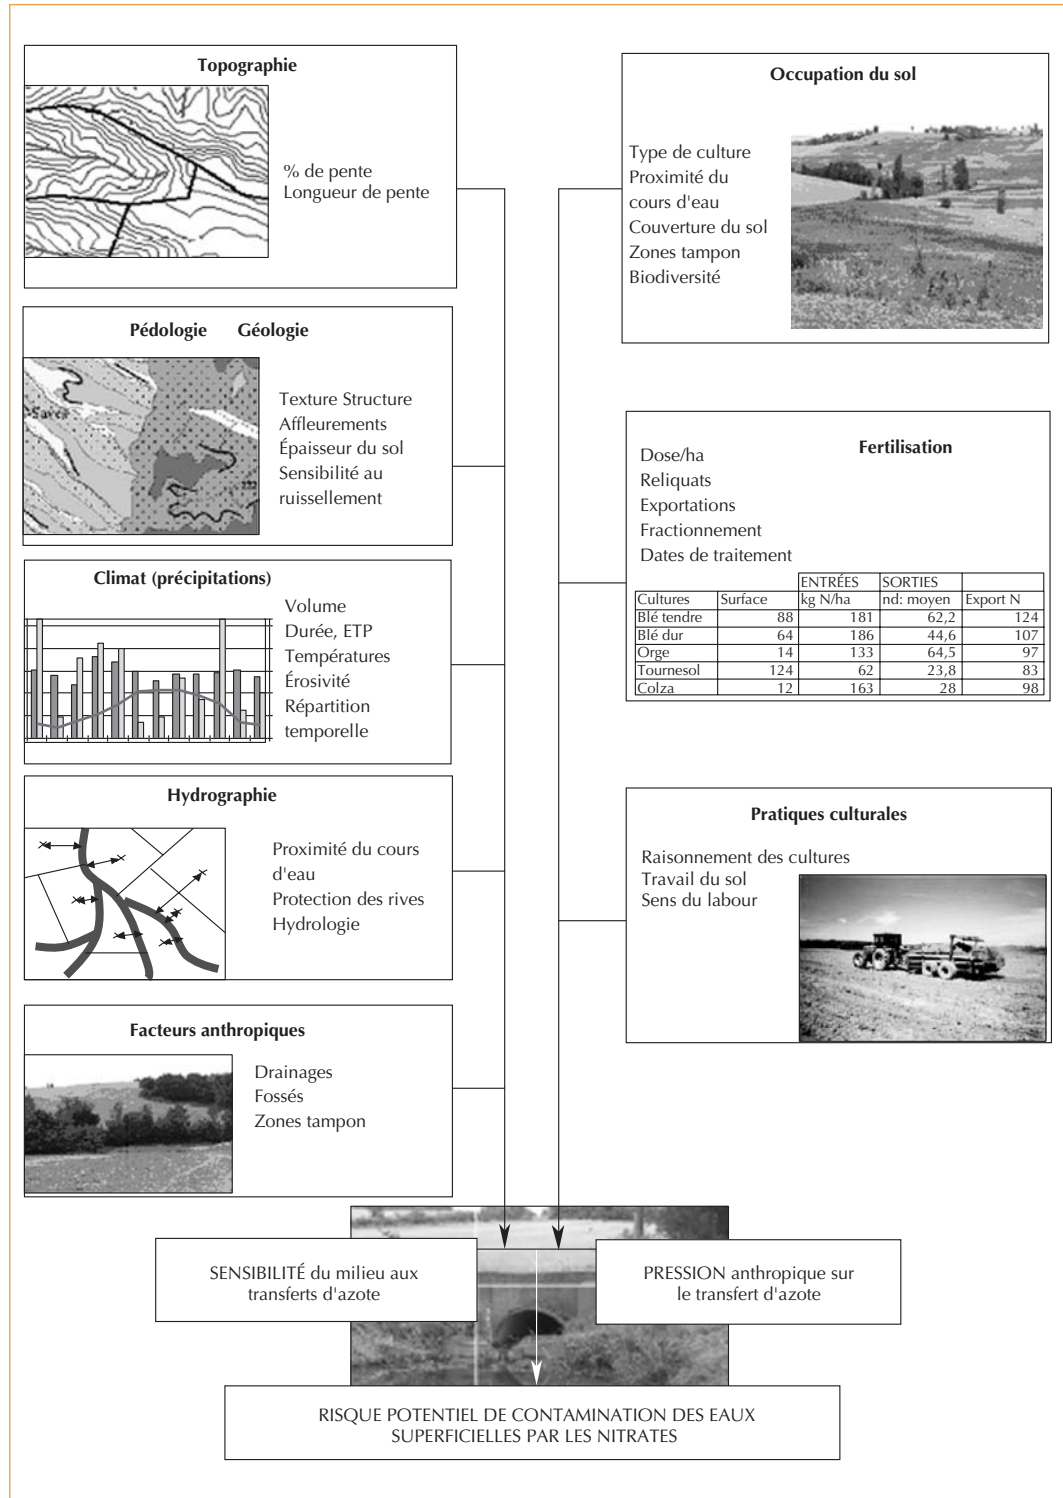 Topographie
% de pente
Longueur de pente
Pédologie Géologie
Texture Structure
Affleurements
Épaisseur du sol
Sensibilité au
ruissellement
Climat (précipitations)
Volume
Durée, ETP
Températures
Érosivité
Répartition
temporelle
Hydrographie
Proximité du cours
d'eau
Protection des rives
Hydrologie
Facteurs anthropiques
Drainages
Fossés
Zones tampon
Occupation du sol
Type de culture
Proximité du
cours d'eau
Couverture du sol
Zones tampon
Biodiversité
Fertilisation
Dose/ha
Reliquats
Exportations
Fractionnement
Dates de traitement
ENTRÉES SORTIES
Cultures Surface kg N/ha nd: moyen Export N
Blé tendre 88 181 62,2 124
Blé dur 64 186 44,6 107
Orge 14 133 64,5 97
Tournesol 124 62 23,8 83
Colza 12 163 28 98
Pratiques culturales
Raisonnement des cultures
Travail du sol
Sens du labour
SENSIBILITÉ du milieu aux
transferts d'azote
PRESSION anthropique sur
le transfert d'azote
RISQUE POTENTIEL DE CONTAMINATION DES EAUX
SUPERFICIELLES PAR LES NITRATES